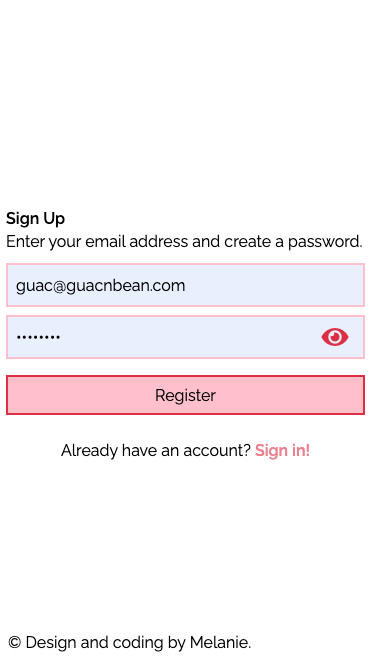 Sign Up
Enter your email address and create a password.
guac@guacnbean.com
••••••••
Register
Already have an account? Sign in!
© Design and coding by Melanie.